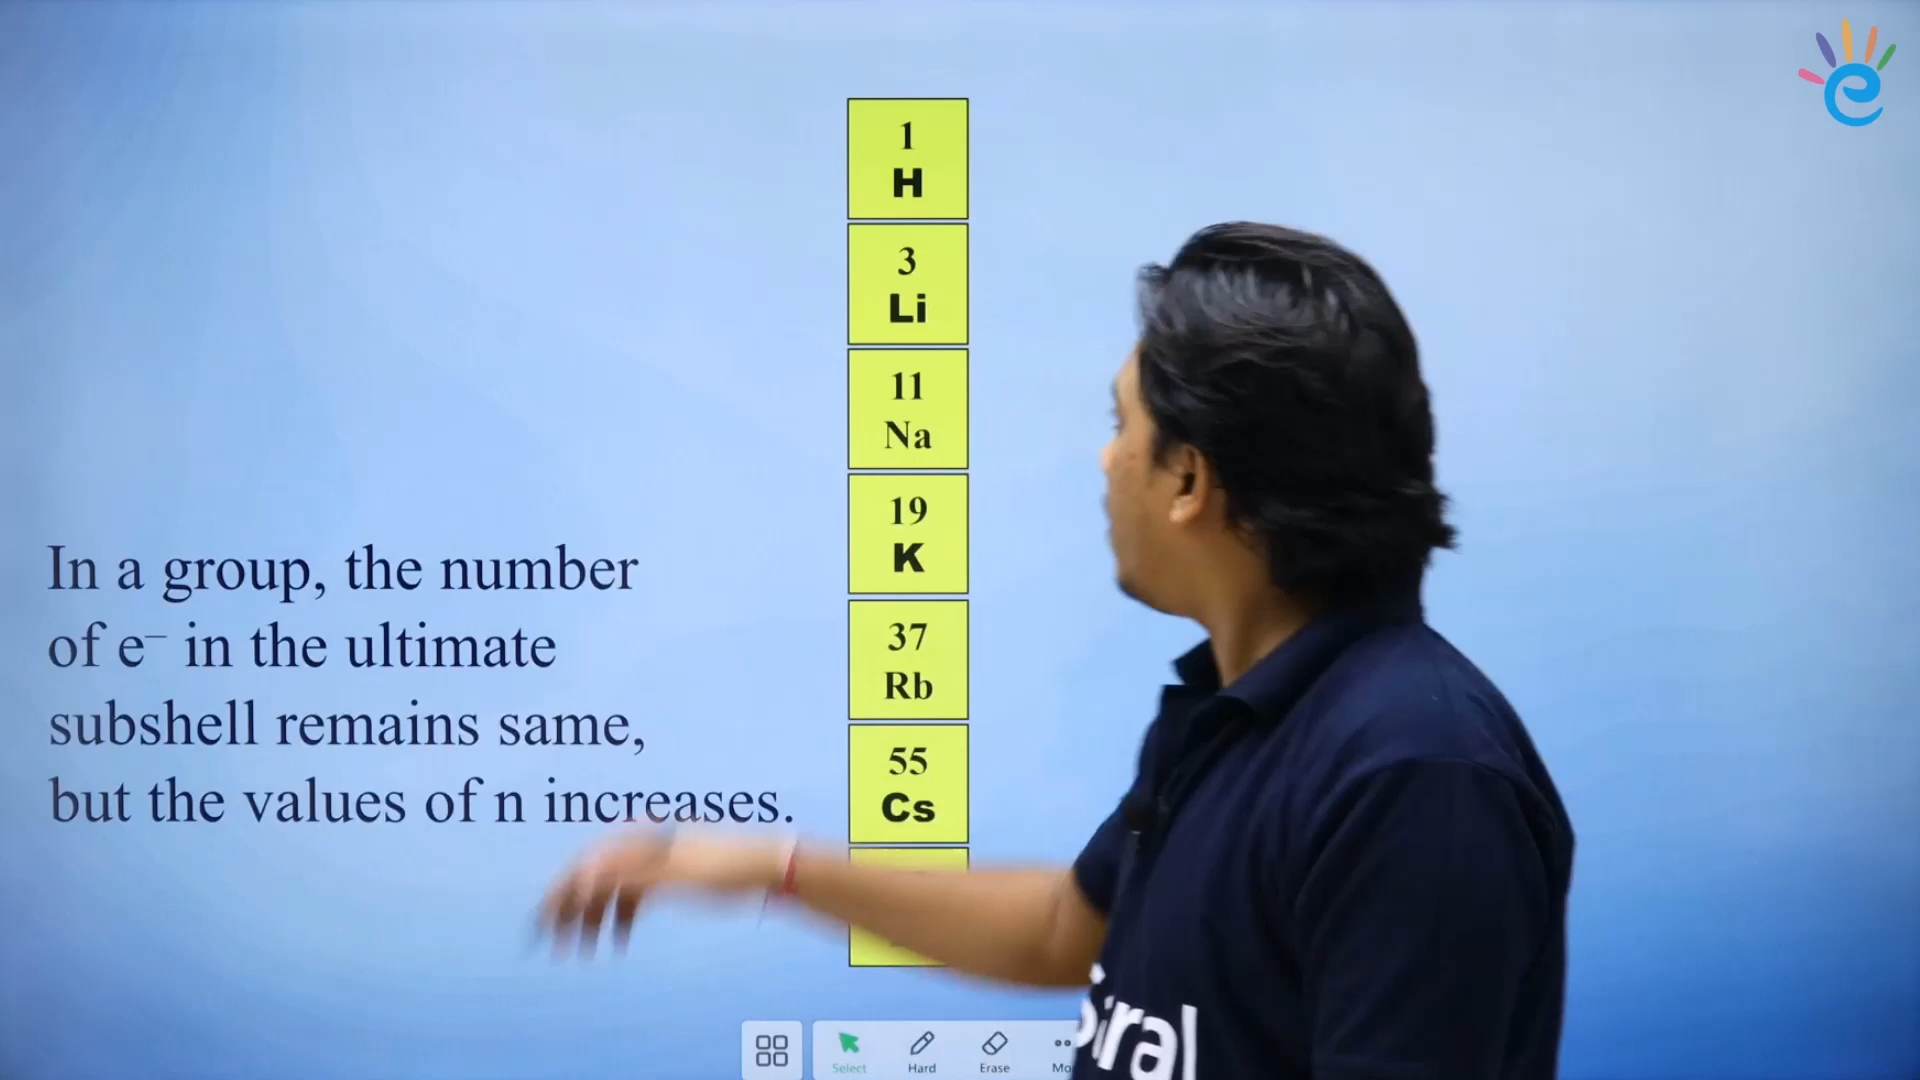 1
H
3
Li
11
Na
19
K
37
Rb
55
Cs
In a group, the number
of e⁻ in the ultimate
subshell remains same,
but the values of n increases.
Select
Hard
Erase